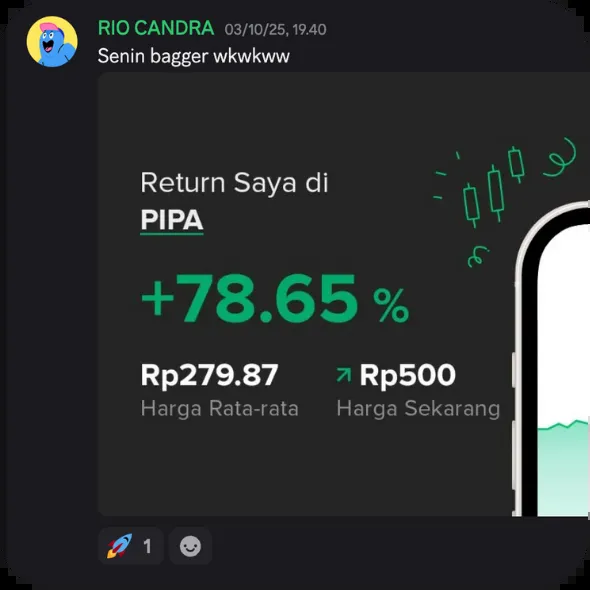 RIO CANDRA 03/10/25, 19.40
Senin bagger wkwkww
Return Saya di
PIPA
+78.65 %
Rp279.87 Rp500
Harga Rata-rata Harga Sekarang
1